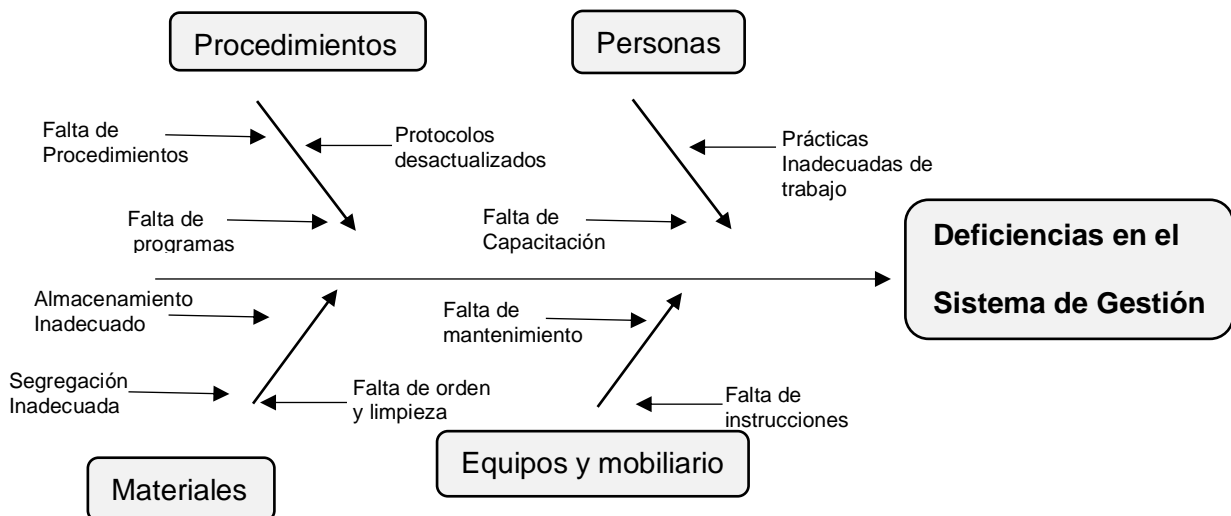 Procedimientos
Personas
Falta de
Procedimientos
Protocolos
desactualizados
Prácticas
Inadecuadas de
trabajo
Falta de
programas
Falta de
Capacitación
Deficiencias en el
Sistema de Gestión
Almacenamiento
Inadecuado
Falta de
mantenimiento
Segregación
Inadecuada
Falta de orden
y limpieza
Falta de
instrucciones
Materiales
Equipos y mobiliario